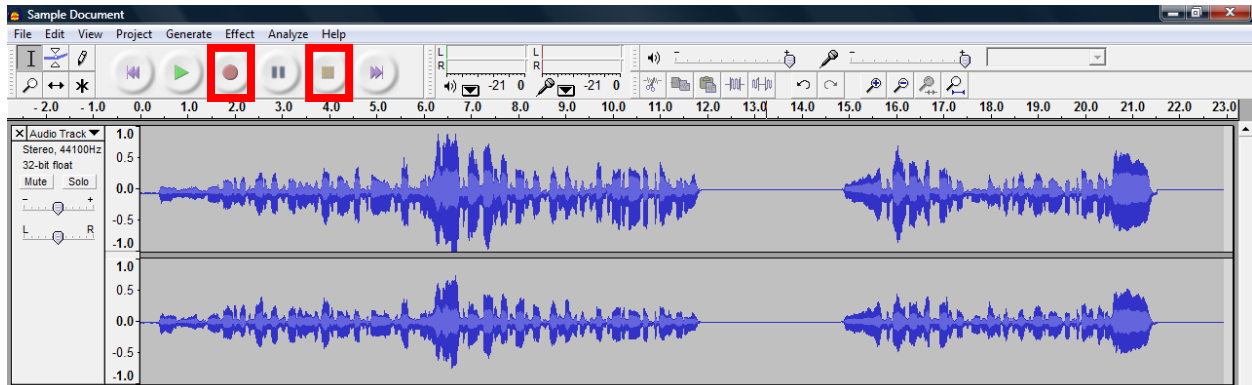 Sample Document
File Edit View Project Generate Effect Analyze Help
L
R
-21 0
L
R
-21 0
- 2.0 - 1.0 0.0 1.0 2.0 3.0 4.0 5.0 6.0 7.0 8.0 9.0 10.0 11.0 12.0 13.0 14.0 15.0 16.0 17.0 18.0 19.0 20.0 21.0 22.0 23.0
Audio Track
Stereo, 44100Hz
32-bit float
Mute Solo
- +
L R
1.0
0.5
0.0
-0.5
-1.0
1.0
0.5
0.0
-0.5
-1.0